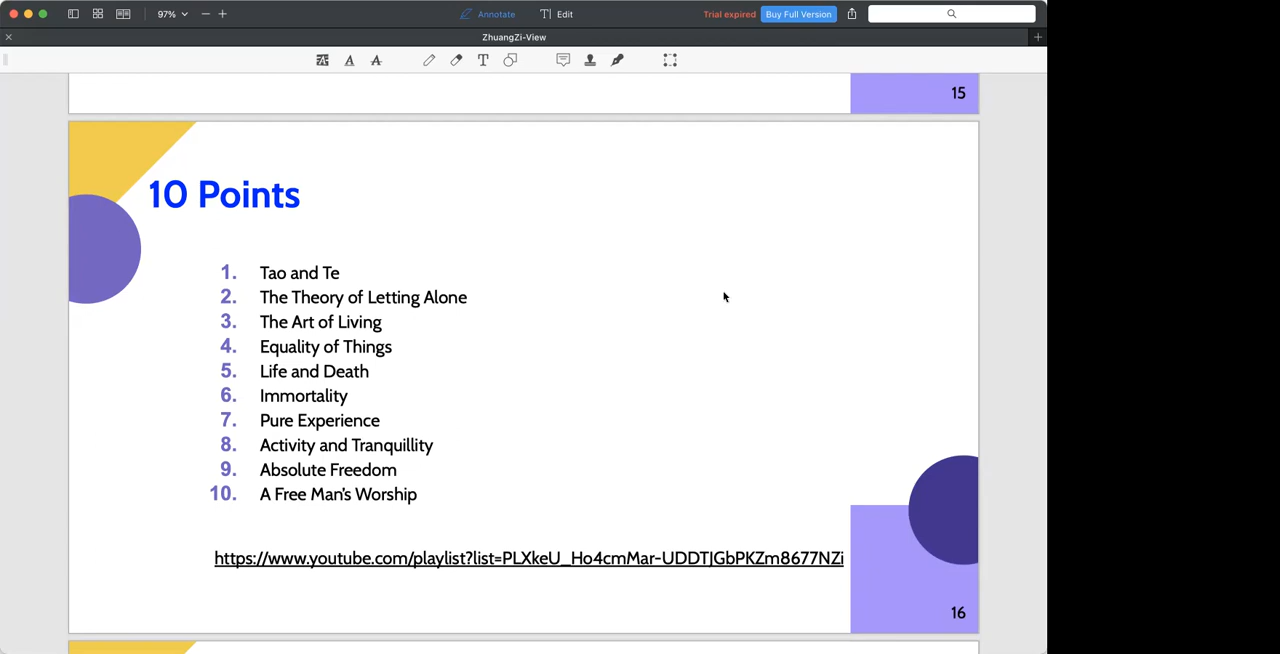 97%
Annotate
Edit
Trial expired
Buy Full Version
ZhuangZi-View
15
10 Points
1. Tao and Te
2. The Theory of Letting Alone
3. The Art of Living
4. Equality of Things
5. Life and Death
6. Immortality
7. Pure Experience
8. Activity and Tranquillity
9. Absolute Freedom
10. A Free Man's Worship
https://www.youtube.com/playlist?list=PLXkeU_Ho4cmMar-UDDTJGbPKZm8677NZi
16